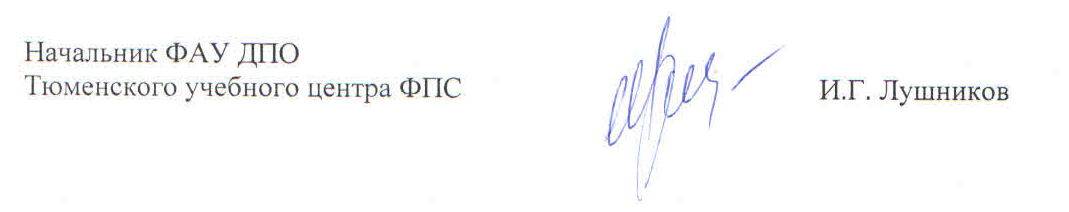 Начальник ФАУ ДПО
Тюменского учебного центра ФПС
И.Г. Лушников